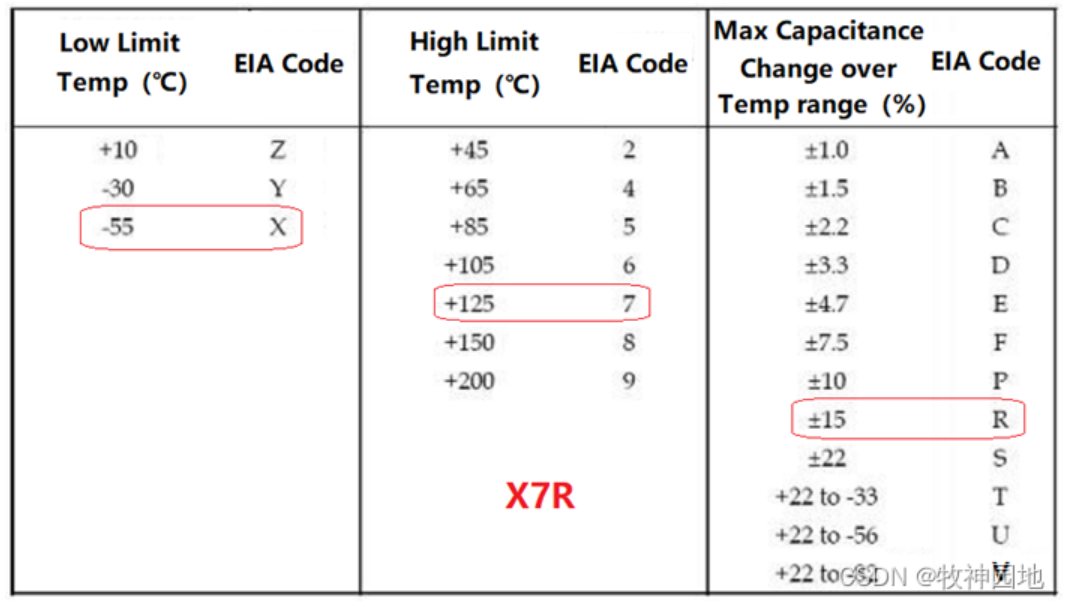 Low Limit
Temp (℃)
EIA Code
High Limit
Temp (℃)
EIA Code
Max Capacitance
Change over
Temp range (%)
EIA Code
+10 Z
-30 Y
-55 X
+45 2
+65 4
+85 5
+105 6
+125 7
+150 8
+200 9
X7R
±1.0 A
±1.5 B
±2.2 C
±3.3 D
±4.7 E
±7.5 F
±10 P
±15 R
±22 S
+22 to -33 T
+22 to -56 U
+22 to -82 V
CSDN @牧神园地